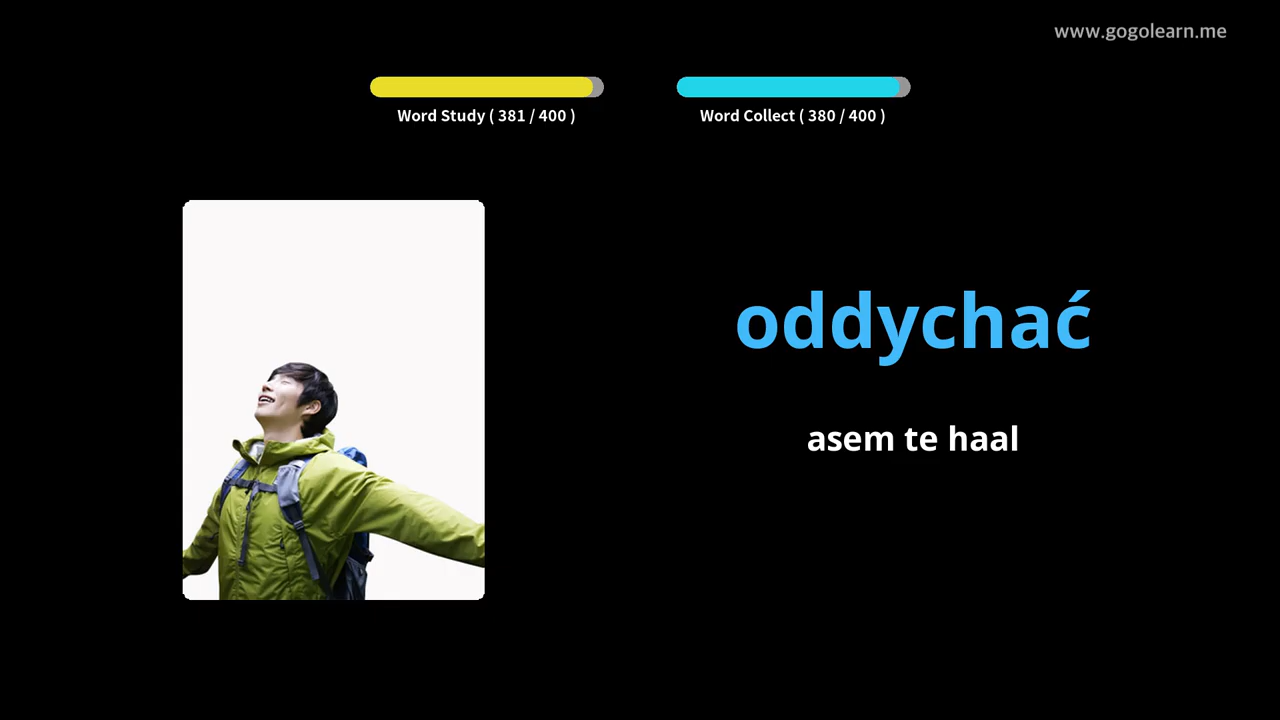 www.gogolearn.me
Word Study ( 381 / 400 )
Word Collect ( 380 / 400 )
oddychać
asem te haal